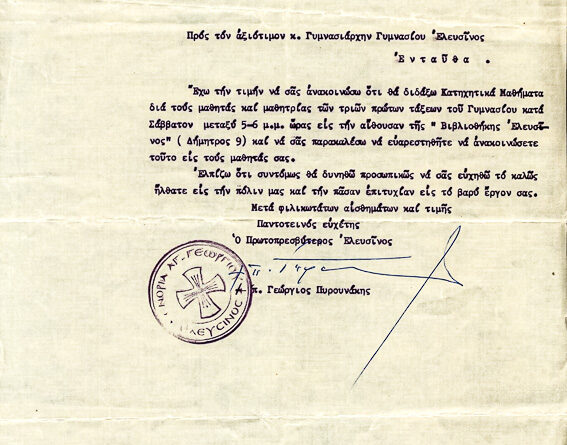 Πρός τόν ἀξιότιμον κ. Γυμνασιάρχην Γυμνασίου Ἐλευσῖνος
Ἐνταῦθα .
Ἔχω τήν τιμήν νά σᾶς ἀνακοινώσω ὅτι θά διδάξω Κατηχητικά Μαθήματα
διά τούς μαθητάς καί μαθητρίας τῶν τριῶν πρώτων τάξεων τοῦ Γυμνασίου κατά
Σάββατον μεταξύ 5-6 μ.μ. ὥρας εἰς τήν αἴθουσαν τῆς " Βιβλιοθήκης Ἐλευσῖ-
νος" ( Δήμητρος 9) καί νά σᾶς παρακαλέσω νά εὐαρεστηθῆτε νά ἀνακοινώσετε
τοῦτο εἰς τούς μαθητάς σας.
Ἐλπίζω ὅτι συντόμως θά δυνηθῶ προσωπικῶς νά σᾶς εὐχηθῶ τό καλῶς
ἤλθατε εἰς τήν πόλιν μας καί τήν πᾶσαν ἐπιτυχίαν εἰς τό βαρύ ἔργον σας.
Μετά φιλικωτάτων αἰσθημάτων καί τιμῆς
Παντοτεινός εὐχέτης
Ὁ Πρωτοπρεσβύτερος Ἐλευσῖνος
π. Γεώργιος Πυρουνάκης
ΕΝΟΡΙΑ ΑΓ. ΓΕΩΡΓΙΟΥ
ΕΛΕΥΣΙΝΟΣ